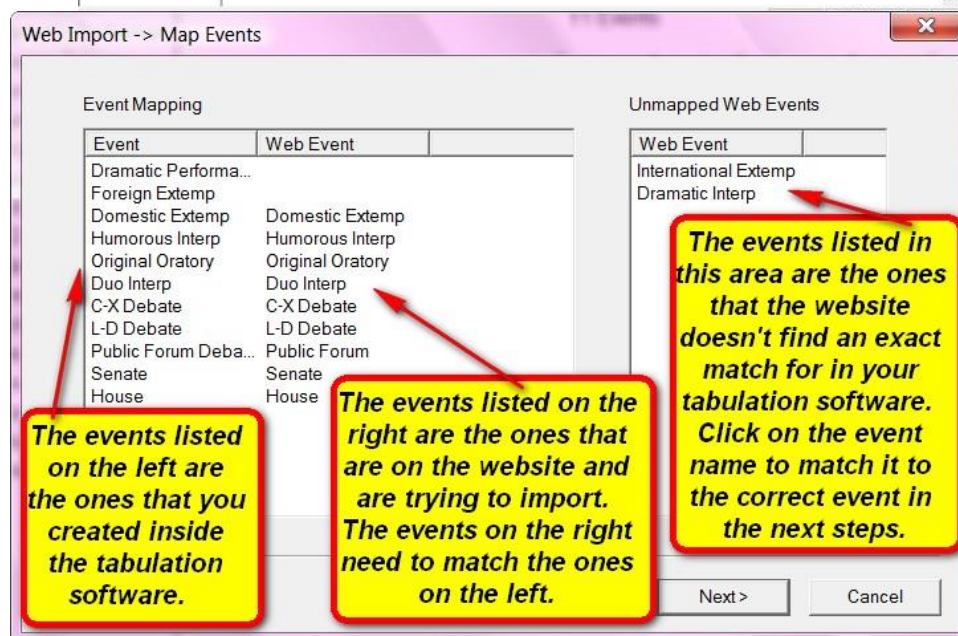 11 Events
Web Import -> Map Events
Event Mapping
Unmapped Web Events
Event Web Event
Web Event
Dramatic Performa...
Foreign Extemp
Domestic Extemp Domestic Extemp
Humorous Interp Humorous Interp
Original Oratory Original Oratory
Duo Interp Duo Interp
C-X Debate C-X Debate
L-D Debate L-D Debate
Public Forum Deba... Public Forum
Senate Senate
House House
International Extemp
Dramatic Interp
The events listed
on the left are
the ones that you
created inside
the tabulation
software.
The events listed on the
right are the ones that
are on the website and
are trying to import.
The events on the right
need to match the ones
on the left.
The events listed in
this area are the ones
that the website
doesn't find an exact
match for in your
tabulation software.
Click on the event
name to match it to
the correct event in
the next steps.
Next>
Cancel